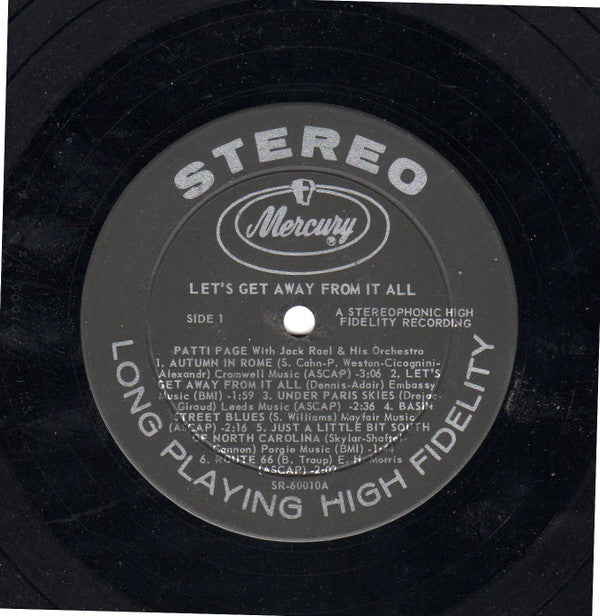 STEREO
Mercury
®
LET'S GET AWAY FROM IT ALL
SIDE 1
A STEREOPHONIC HIGH
FIDELITY RECORDING
PATTI PAGE With Jack Rael & His Orchestra
1. AUTUMN IN ROME (S. Cahn-P. Weston-Cicognini-
Alexandr) Cromwell Music (ASCAP) -3:06 2. LET'S
GET AWAY FROM IT ALL (Dennis-Adair) Embassy
Music (BMI) -1:59 3. UNDER PARIS SKIES (Drejac-
Giraud) Leeds Music (ASCAP) -2:36 4. BASIN
STREET BLUES (S. Williams) Mayfair Music
(ASCAP) -2:16 5. JUST A LITTLE BIT SOUTH
OF NORTH CAROLINA (Skylar-Shaftel-
Cannon) Porgie Music (BMI)
6. ROUTE 66 (B. Troup) E. H. Morris
(ASCAP)
SR-60010A
LONG PLAYING HIGH FIDELITY